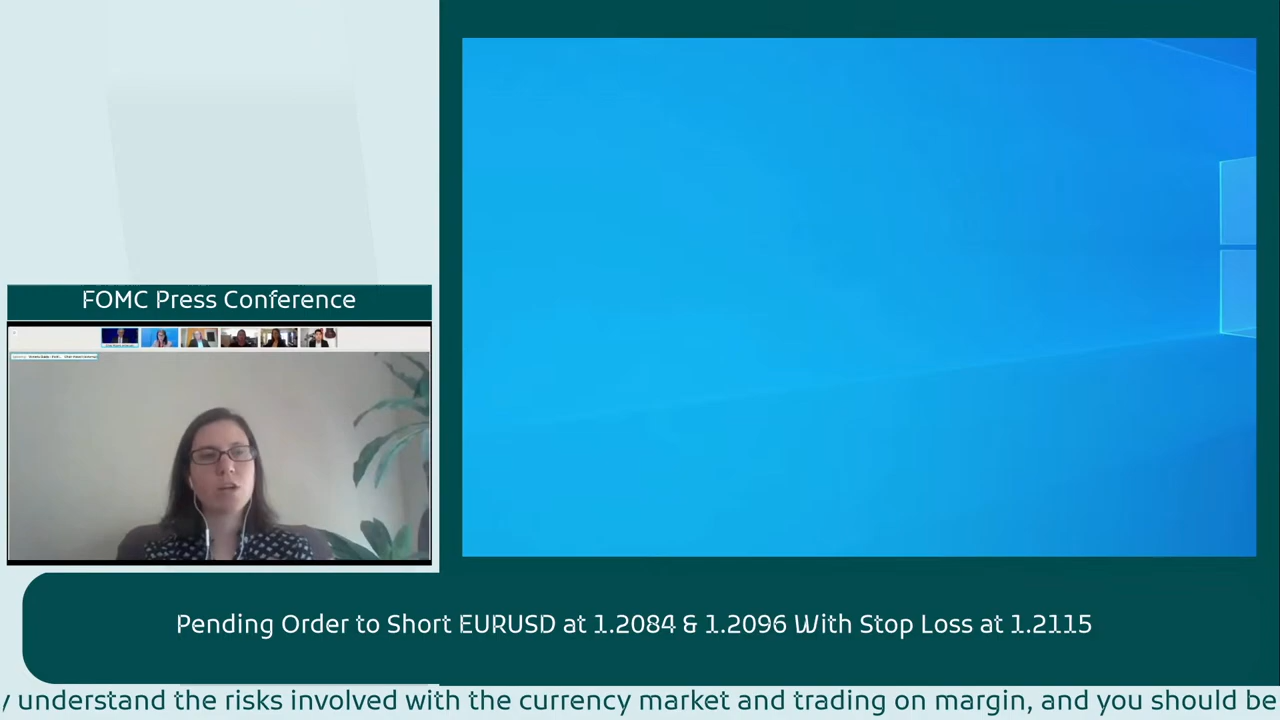 FOMC Press Conference
Pending Order to Short EURUSD at 1.2084 & 1.2096 With Stop Loss at 1.2115
understand the risks involved with the currency market and trading on margin, and you should be